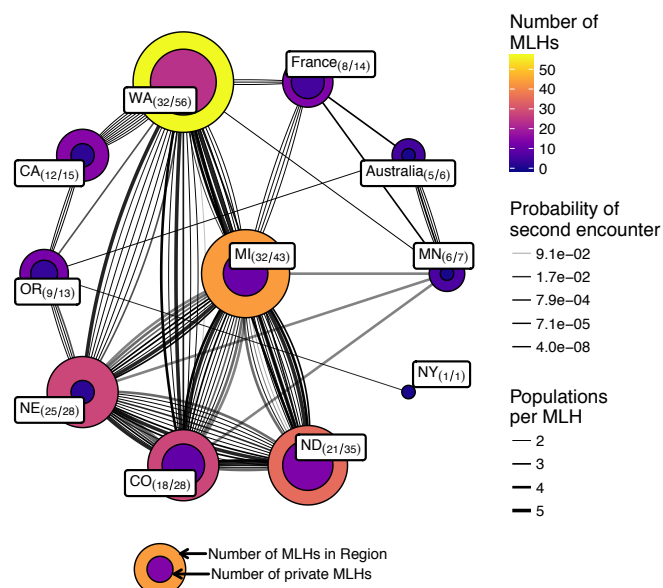 Number of
MLHs
50
40
30
20
10
0
Probability of
second encounter
9.1e−02
1.7e−02
7.9e−04
7.1e−05
4.0e−08
Populations
per MLH
2
3
4
5
France(8/14)
WA(32/56)
CA(12/15)
Australia(5/6)
MI(32/43)
MN(6/7)
OR(9/13)
NY(1/1)
NE(25/28)
ND(21/35)
CO(18/28)
Number of MLHs in Region
Number of private MLHs